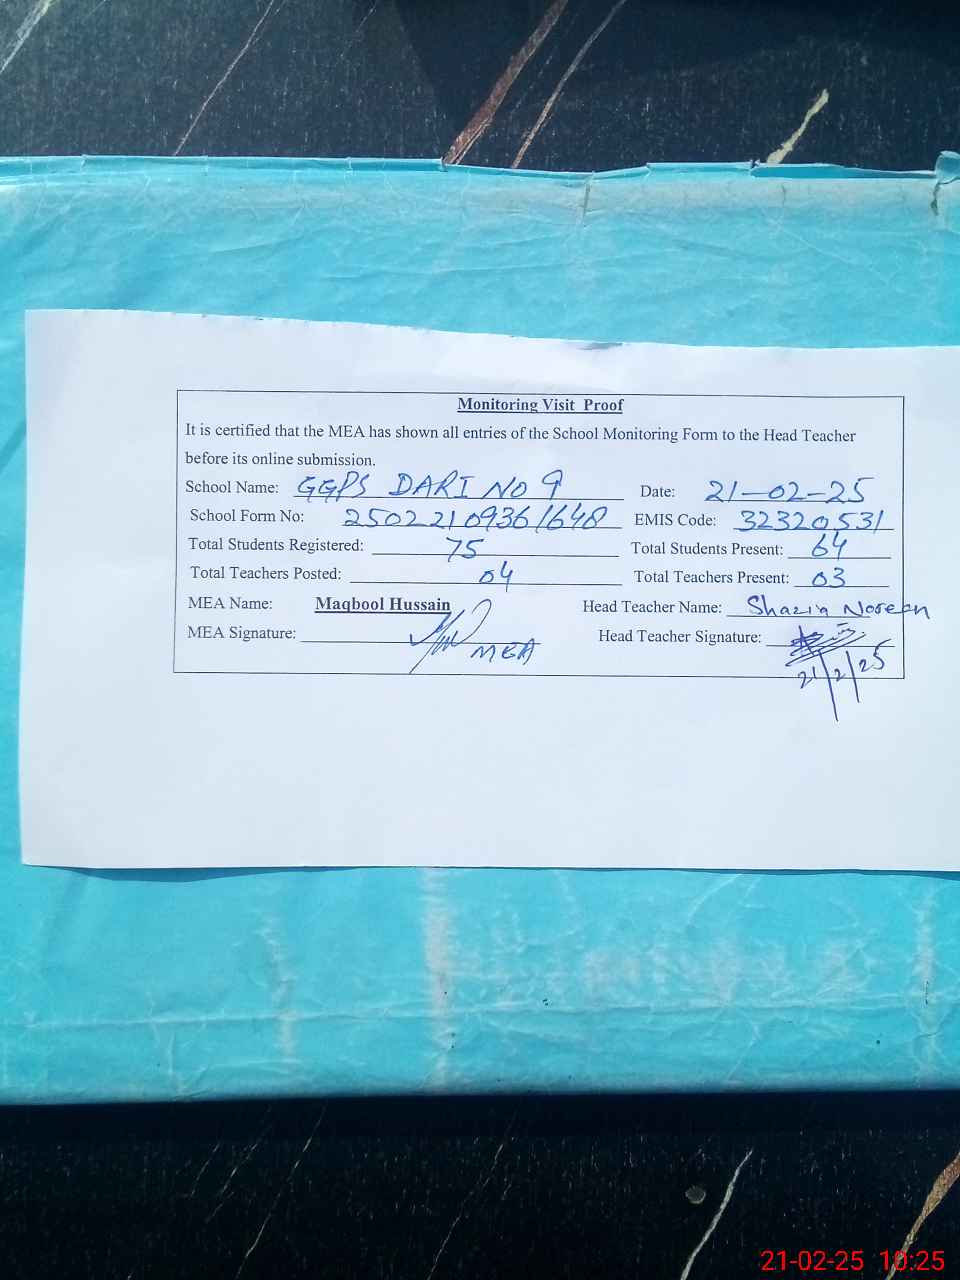 Monitoring Visit Proof
It is certified that the MEA has shown all entries of the School Monitoring Form to the Head Teacher
before its online submission.
School Name: GGPS DARI NO 9 Date: 21-02-25
School Form No: 25022109361648 EMIS Code: 32320531
Total Students Registered: 75 Total Students Present: 64
Total Teachers Posted: 04 Total Teachers Present: 03
MEA Name: Maqbool Hussain Head Teacher Name: Shazia Noreen
MEA Signature: MEA Head Teacher Signature:
21/2/25
21-02-25 10:25